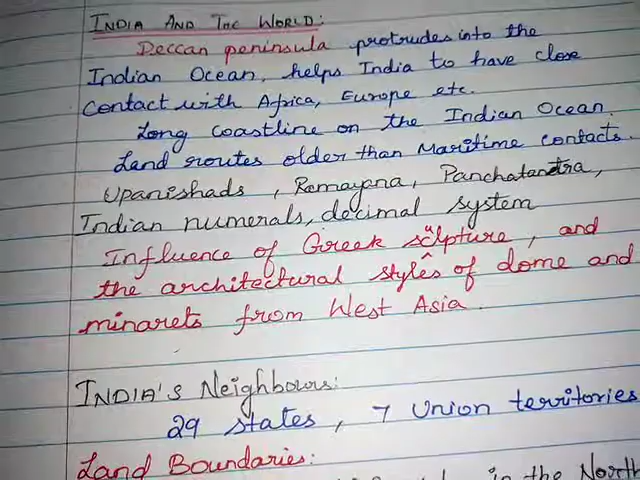 INDIA AND THE WORLD:
Deccan peninsula protrudes into the
Indian Ocean, helps India to have close
contact with Africa, Europe etc.
Long coastline on the Indian Ocean.
Land routes older than Maritime contacts.
Upanishads, Ramayana, Panchatantra,
Indian numerals, decimal system
Influence of Greek sculpture, and
the architectural styles of dome and
minarets from West Asia.
INDIA'S Neighbours:
29 states, 7 Union territories
Land Boundaries:
in the North